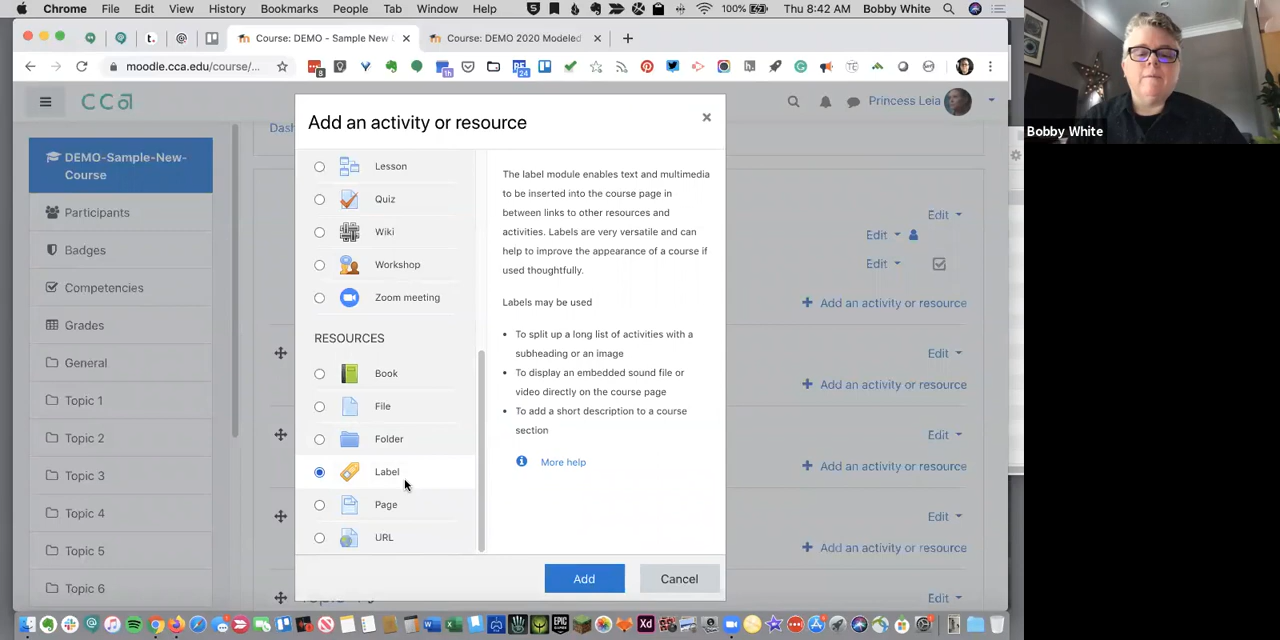 Chrome File Edit View History Bookmarks People Tab Window Help 100% Thu 8:42 AM Bobby White
Course: DEMO - Sample New Course: DEMO 2020 Modeled
moodle.cca.edu/course/...
8
24
1h
cca
Princess Leia
Dash
DEMO-Sample-New-
Course
Participants
Badges
Competencies
Grades
General
Topic 1
Topic 2
Topic 3
Topic 4
Topic 5
Topic 6
Add an activity or resource
Lesson
Quiz
Wiki
Workshop
Zoom meeting
RESOURCES
Book
File
Folder
Label
Page
URL
The label module enables text and multimedia
to be inserted into the course page in
between links to other resources and
activities. Labels are very versatile and can
help to improve the appearance of a course if
used thoughtfully.
Labels may be used
• To split up a long list of activities with a
subheading or an image
• To display an embedded sound file or
video directly on the course page
• To add a short description to a course
section
More help
Add
Cancel
Edit
Edit
Edit
+ Add an activity or resource
Edit
+ Add an activity or resource
Edit
+ Add an activity or resource
Edit
+ Add an activity or resource
Edit
Bobby White